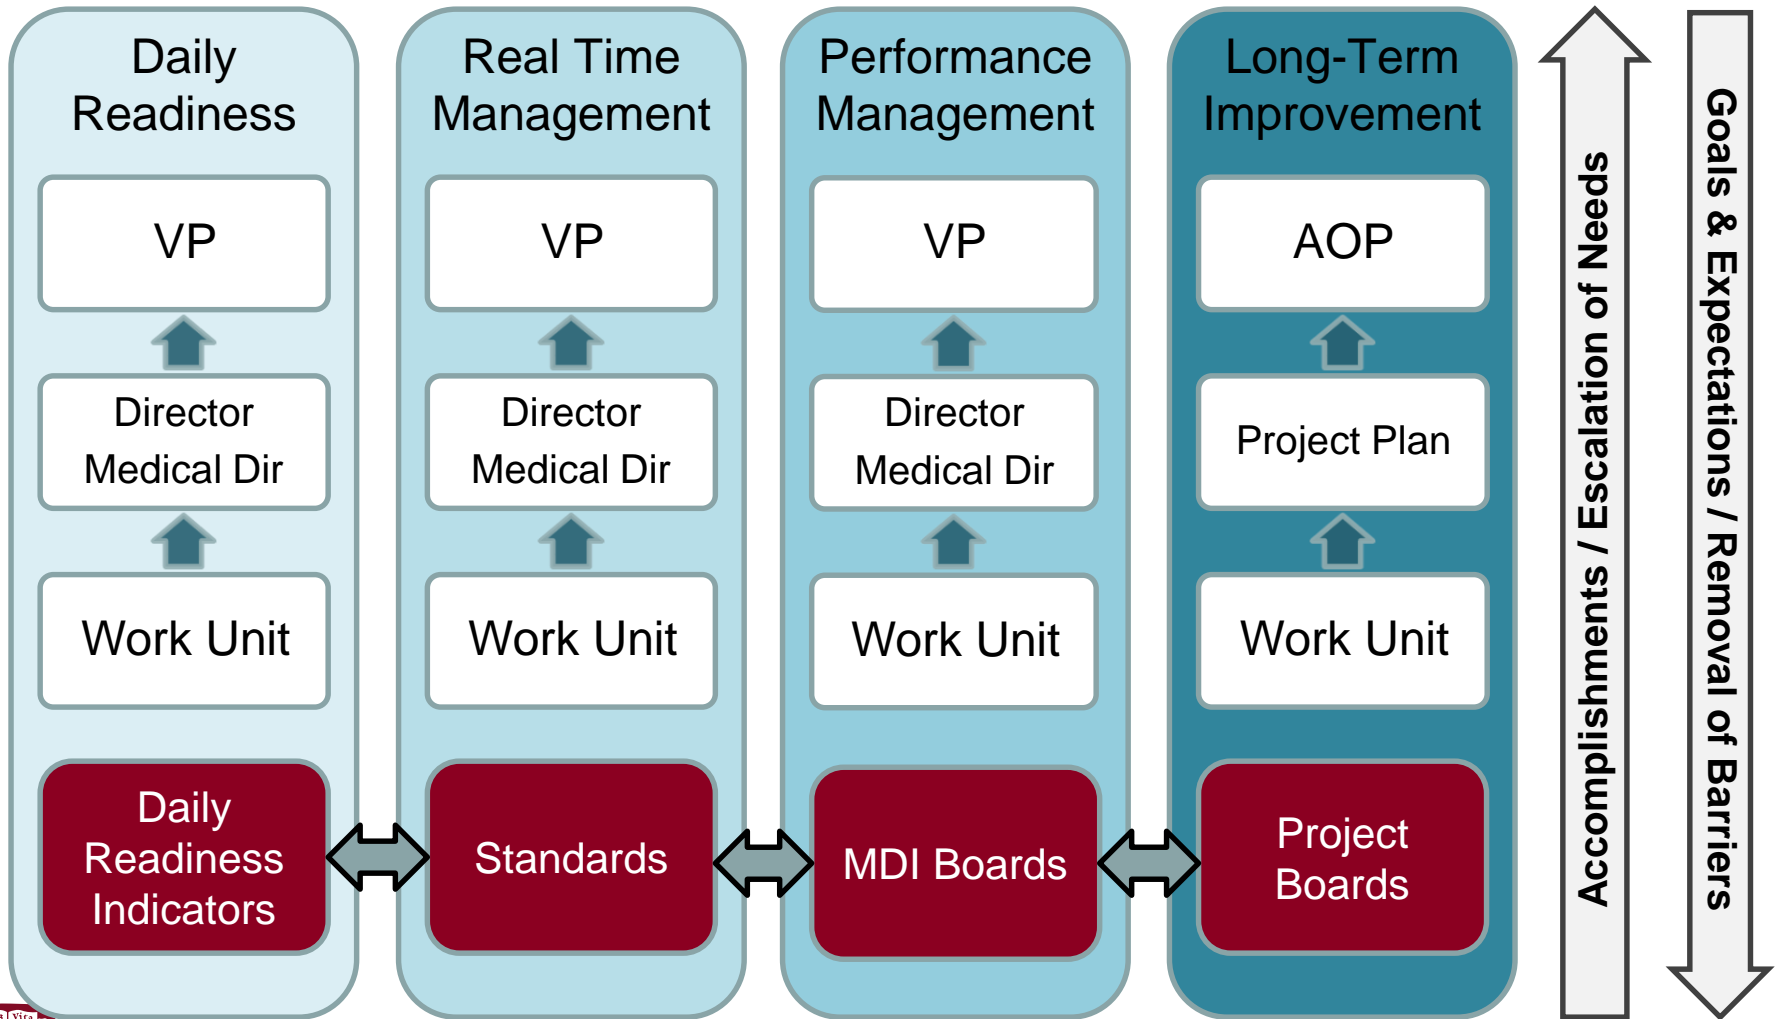 Daily
Readiness
VP
Director
Medical Dir
Work Unit
Daily
Readiness
Indicators
Real Time
Management
VP
Director
Medical Dir
Work Unit
Standards
Performance
Management
VP
Director
Medical Dir
Work Unit
MDI Boards
Long-Term
Improvement
AOP
Project Plan
Work Unit
Project
Boards
Accomplishments / Escalation of Needs
Goals & Expectations / Removal of Barriers
Vita